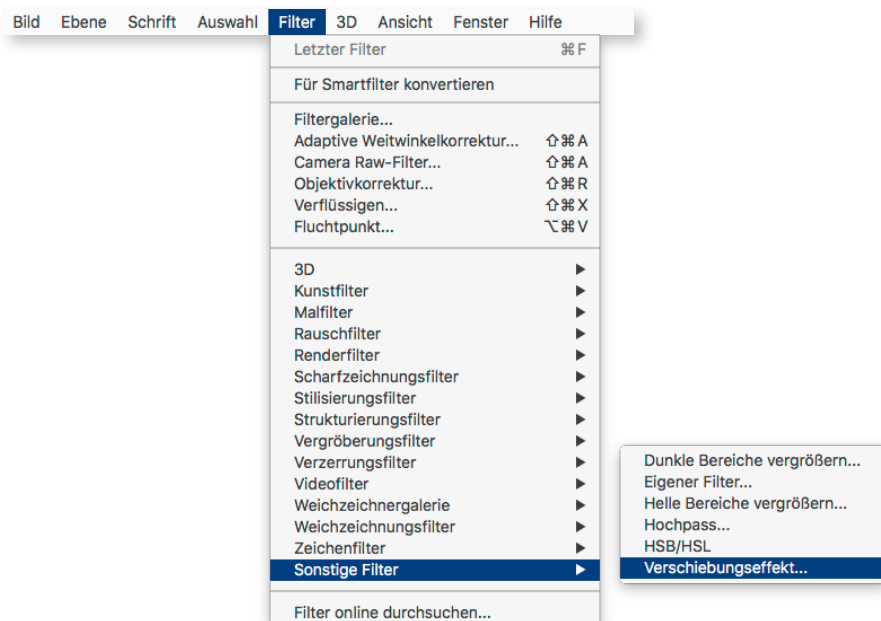 Bild Ebene Schrift Auswahl Filter 3D Ansicht Fenster Hilfe
Letzter Filter ⌘F
Für Smartfilter konvertieren
Filtergalerie...
Adaptive Weitwinkelkorrektur... ⇧⌘A
Camera Raw-Filter... ⇧⌘A
Objektivkorrektur... ⇧⌘R
Verflüssigen... ⇧⌘X
Fluchtpunkt... ⌥⌘V
3D ▶
Kunstfilter ▶
Malfilter ▶
Rauschfilter ▶
Renderfilter ▶
Scharfzeichnungsfilter ▶
Stilisierungsfilter ▶
Strukturierungsfilter ▶
Vergröberungsfilter ▶
Verzerrungsfilter ▶
Videofilter ▶
Weichzeichnergalerie ▶
Weichzeichnungsfilter ▶
Zeichenfilter ▶
Sonstige Filter ▶
Filter online durchsuchen...
Dunkle Bereiche vergrößern...
Eigener Filter...
Helle Bereiche vergrößern...
Hochpass...
HSB/HSL
Verschiebungseffekt...